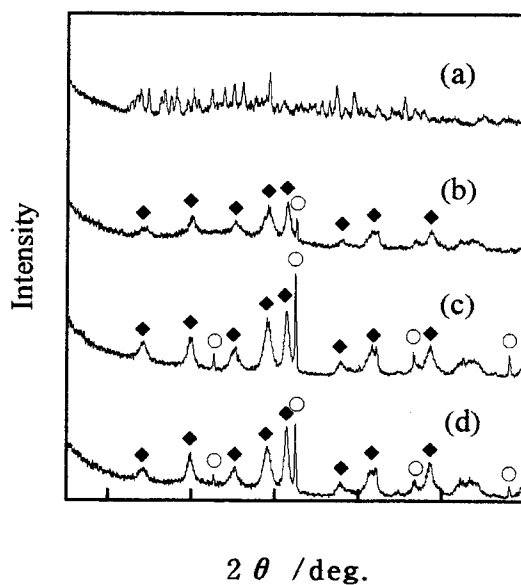 (a)
(b)
(c)
(d)
Intensity
2 θ /deg.